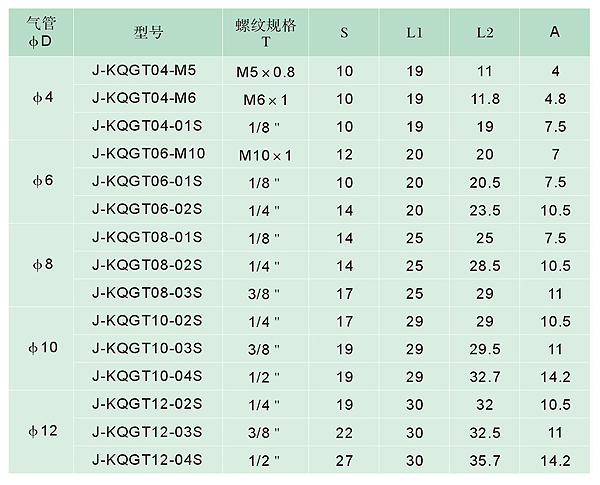 气管 φD 型号 螺纹规格 T S L1 L2 A
φ4 J-KQGT04-M5 M5×0.8 10 19 11 4
J-KQGT04-M6 M6×1 10 19 11.8 4.8
J-KQGT04-01S 1/8" 10 19 19 7.5
φ6 J-KQGT06-M10 M10×1 12 20 20 7
J-KQGT06-01S 1/8" 10 20 20.5 7.5
J-KQGT06-02S 1/4" 14 20 23.5 10.5
φ8 J-KQGT08-01S 1/8" 14 25 25 7.5
J-KQGT08-02S 1/4" 14 25 28.5 10.5
J-KQGT08-03S 3/8" 17 25 29 11
φ10 J-KQGT10-02S 1/4" 17 29 29 10.5
J-KQGT10-03S 3/8" 19 29 29.5 11
J-KQGT10-04S 1/2" 19 29 32.7 14.2
φ12 J-KQGT12-02S 1/4" 19 30 32 10.5
J-KQGT12-03S 3/8" 22 30 32.5 11
J-KQGT12-04S 1/2" 27 30 35.7 14.2